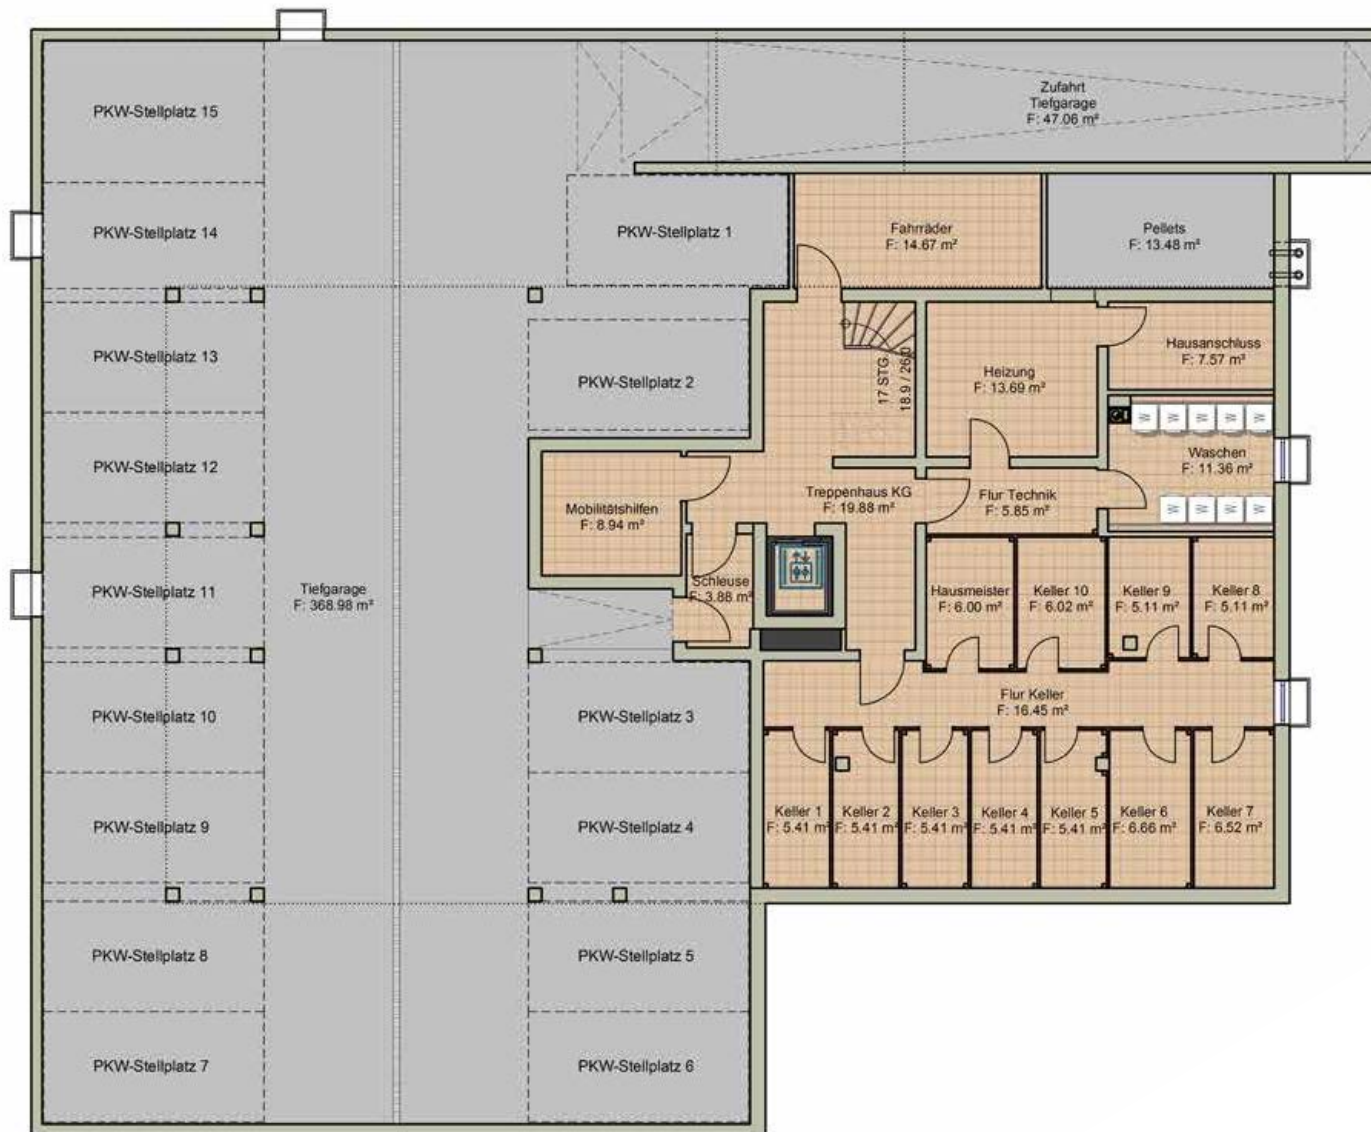 PKW-Stellplatz 15
Zufahrt
Tiefgarage
F: 47.06 m²
PKW-Stellplatz 14
PKW-Stellplatz 1
Fahrräder
F: 14.67 m²
Pellets
F: 13.48 m²
PKW-Stellplatz 13
PKW-Stellplatz 2
17 STG.
18.9 / 26.0
Heizung
F: 13.69 m²
Hausanschluss
F: 7.57 m²
W W W W W
Waschen
F: 11.36 m²
W W W W
PKW-Stellplatz 12
Mobilitätshilfen
F: 8.94 m²
Treppenhaus KG
F: 19.88 m²
Flur Technik
F: 5.85 m²
PKW-Stellplatz 11
Tiefgarage
F: 368.98 m²
Schleuse
F: 3.88 m²
Hausmeister
F: 6.00 m²
Keller 10
F: 6.02 m²
Keller 9
F: 5.11 m²
Keller 8
F: 5.11 m²
PKW-Stellplatz 10
PKW-Stellplatz 3
Flur Keller
F: 16.45 m²
PKW-Stellplatz 9
PKW-Stellplatz 4
Keller 1
F: 5.41 m²
Keller 2
F: 5.41 m²
Keller 3
F: 5.41 m²
Keller 4
F: 5.41 m²
Keller 5
F: 5.41 m²
Keller 6
F: 6.66 m²
Keller 7
F: 6.52 m²
PKW-Stellplatz 8
PKW-Stellplatz 5
PKW-Stellplatz 7
PKW-Stellplatz 6